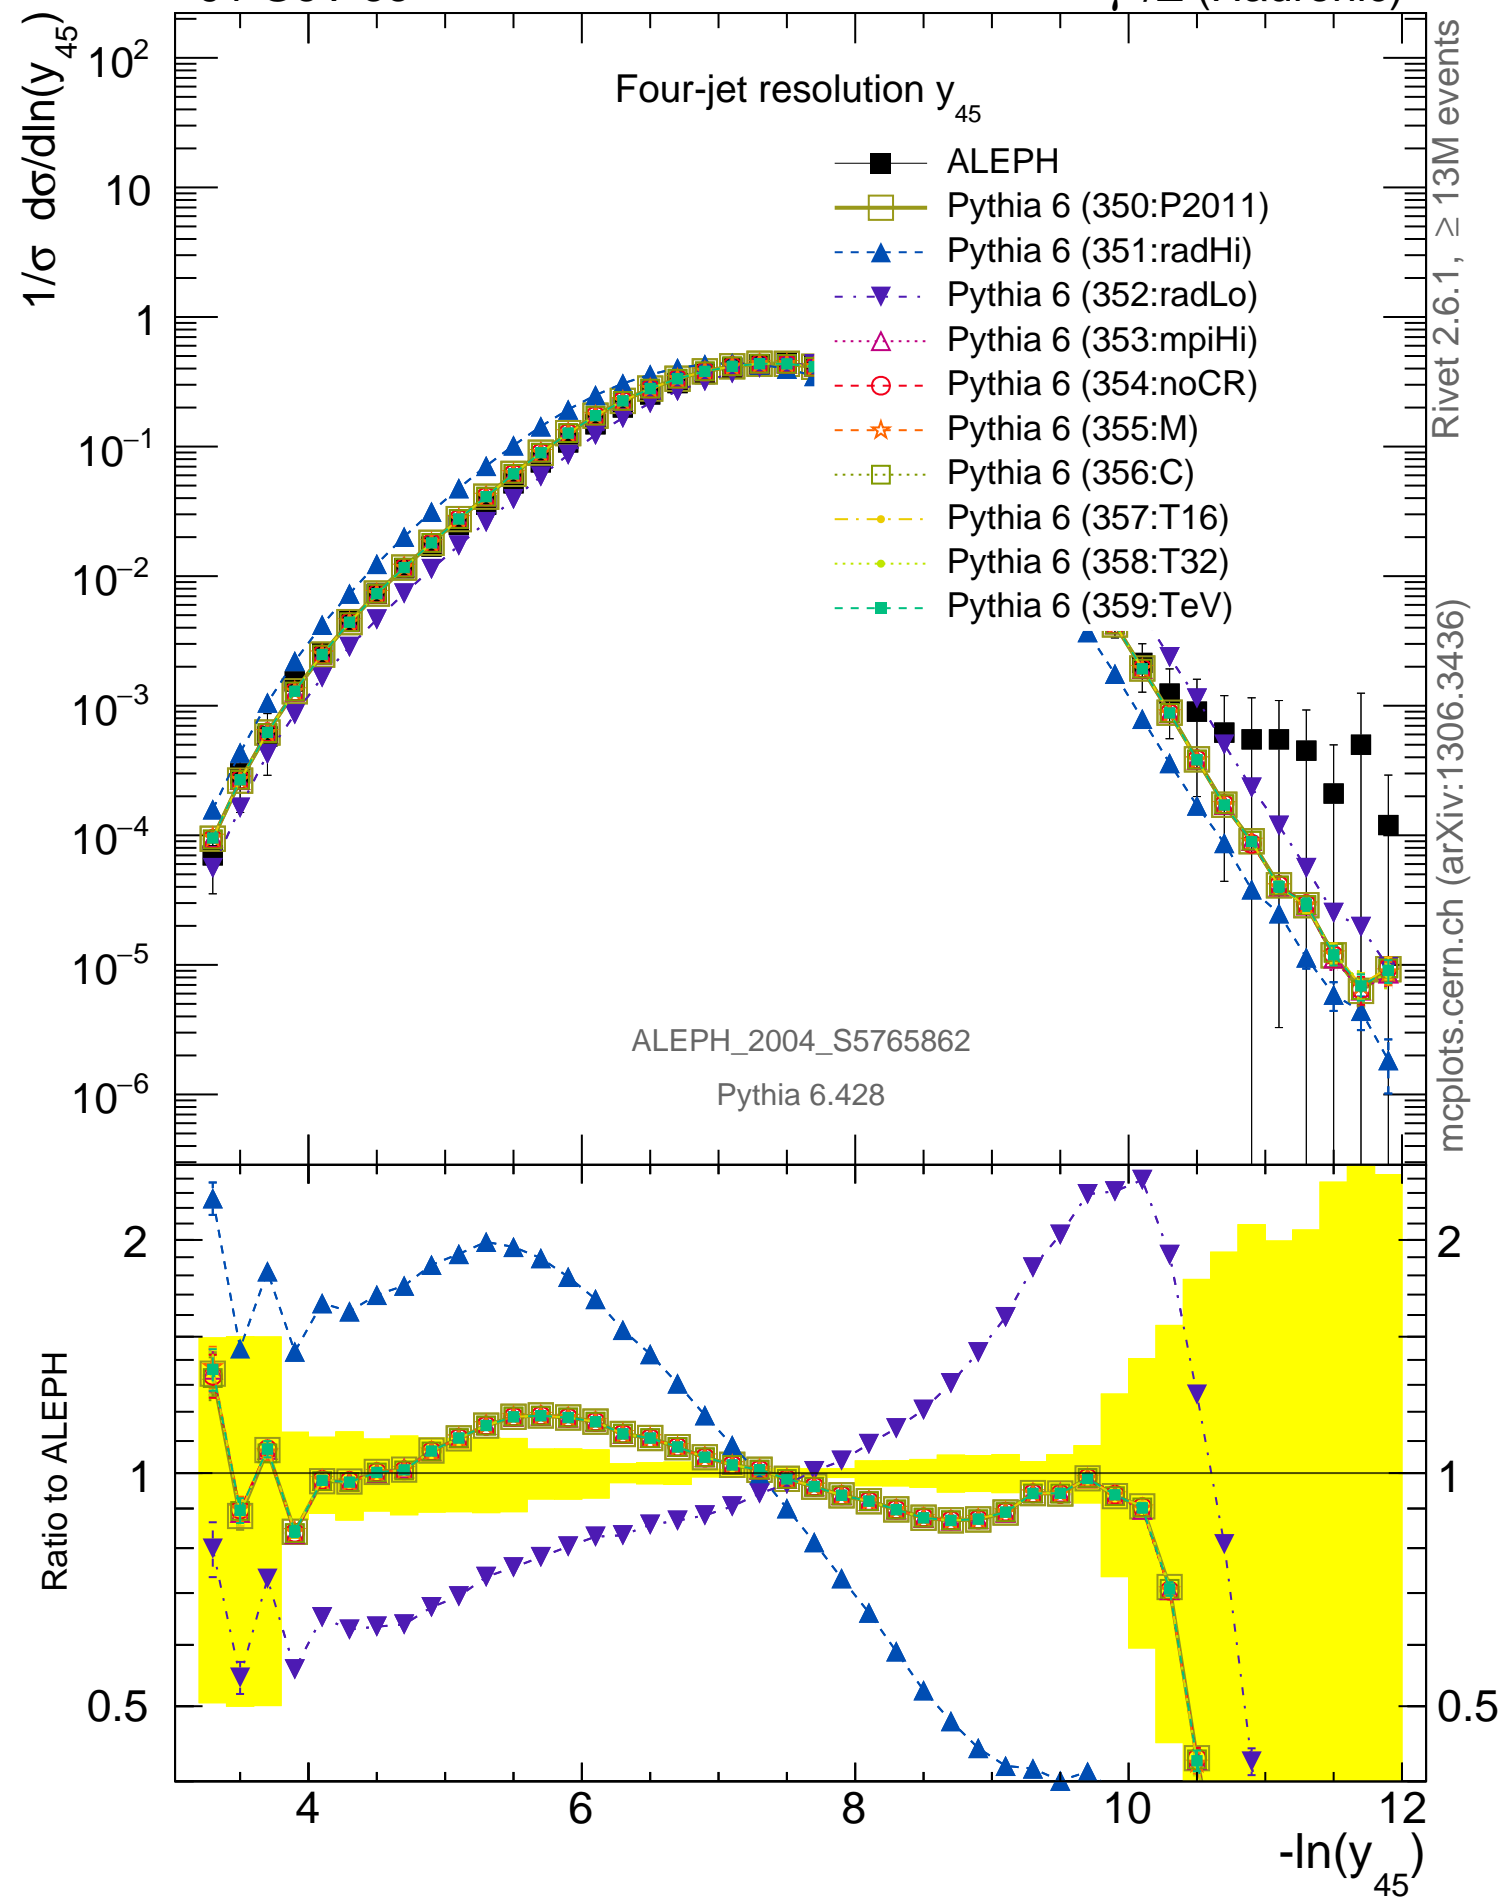 1/σ dσ/dln(y45)
Four-jet resolution y45
ALEPH
Pythia 6 (350:P2011)
Pythia 6 (351:radHi)
Pythia 6 (352:radLo)
Pythia 6 (353:mpiHi)
Pythia 6 (354:noCR)
Pythia 6 (355:M)
Pythia 6 (356:C)
Pythia 6 (357:T16)
Pythia 6 (358:T32)
Pythia 6 (359:TeV)
10²
10
1
10⁻¹
10⁻²
10⁻³
10⁻⁴
10⁻⁵
10⁻⁶
ALEPH_2004_S5765862
Pythia 6.428
Rivet 2.6.1, ≥ 13M events
mcplots.cern.ch (arXiv:1306.3436)
Ratio to ALEPH
2
1
0.5
2
1
0.5
4 6 8 10 12
-ln(y45)